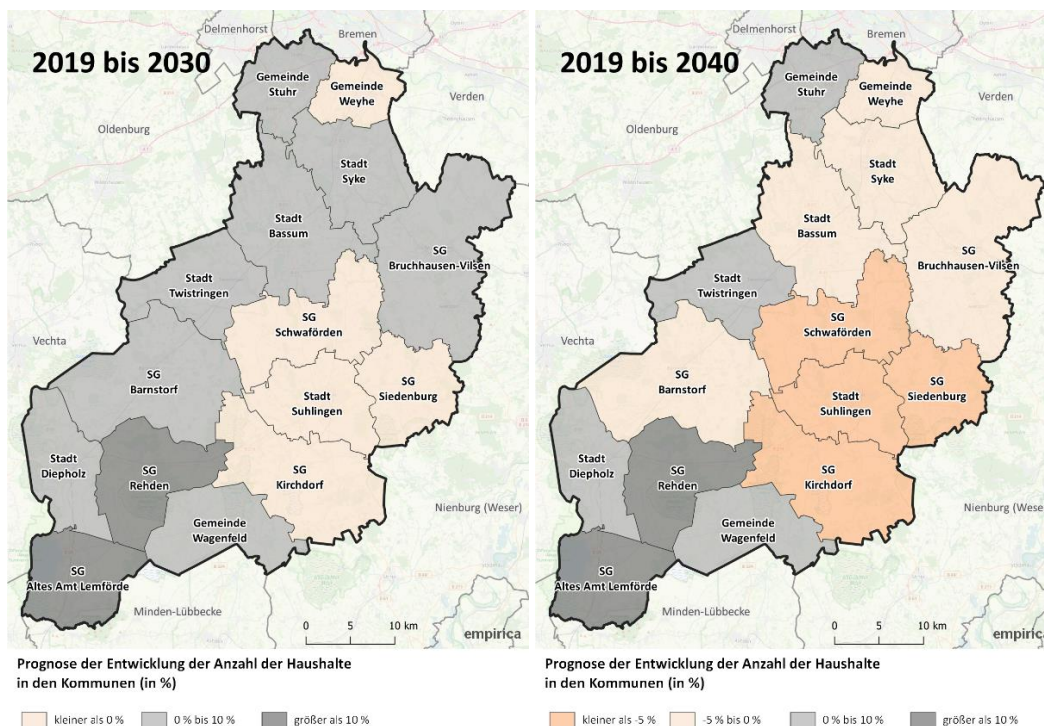 2019 bis 2030
Delmenhorst
Bremen
Gemeinde
Stuhr
Gemeinde
Weyhe
Verden
Oldenburg
Stadt
Syke
Stadt
Bassum
SG
Bruchhausen-Vilsen
Stadt
Twistringen
Vechta
SG
Schwaförden
SG
Barnstorf
SG
Siedenburg
Stadt
Suhlingen
Stadt
Diepholz
SG
Rehden
SG
Kirchdorf
Nienburg (Weser)
Gemeinde
Wagenfeld
SG
Altes Amt Lemförde
Minden-Lübbecke
0 5 10 km
empirica
Prognose der Entwicklung der Anzahl der Haushalte
in den Kommunen (in %)
kleiner als 0 % 0 % bis 10 % größer als 10 %
2019 bis 2040
Delmenhorst
Bremen
Gemeinde
Stuhr
Gemeinde
Weyhe
Verden
Oldenburg
Stadt
Syke
Stadt
Bassum
SG
Bruchhausen-Vilsen
Stadt
Twistringen
Vechta
SG
Schwaförden
SG
Barnstorf
SG
Siedenburg
Stadt
Suhlingen
Stadt
Diepholz
SG
Rehden
SG
Kirchdorf
Nienburg (Weser)
Gemeinde
Wagenfeld
SG
Altes Amt Lemförde
Minden-Lübbecke
0 5 10 km
empirica
Prognose der Entwicklung der Anzahl der Haushalte
in den Kommunen (in %)
kleiner als -5 % -5 % bis 0 % 0 % bis 10 % größer als 10 %